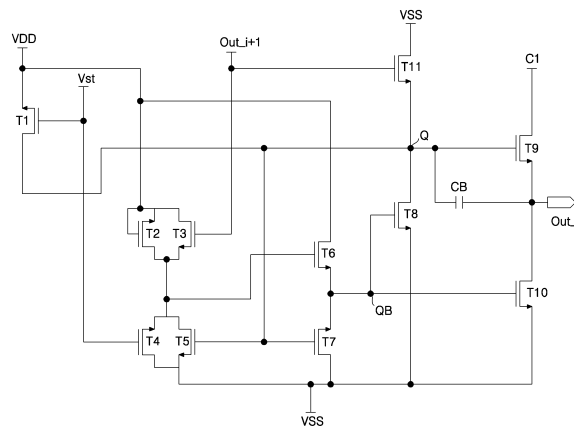 VSS
VDD
Out_i+1
C1
Vst
T11
T1
Q
T9
CB
T8
T2
T3
Out_
T6
QB
T10
T4
T5
T7
VSS